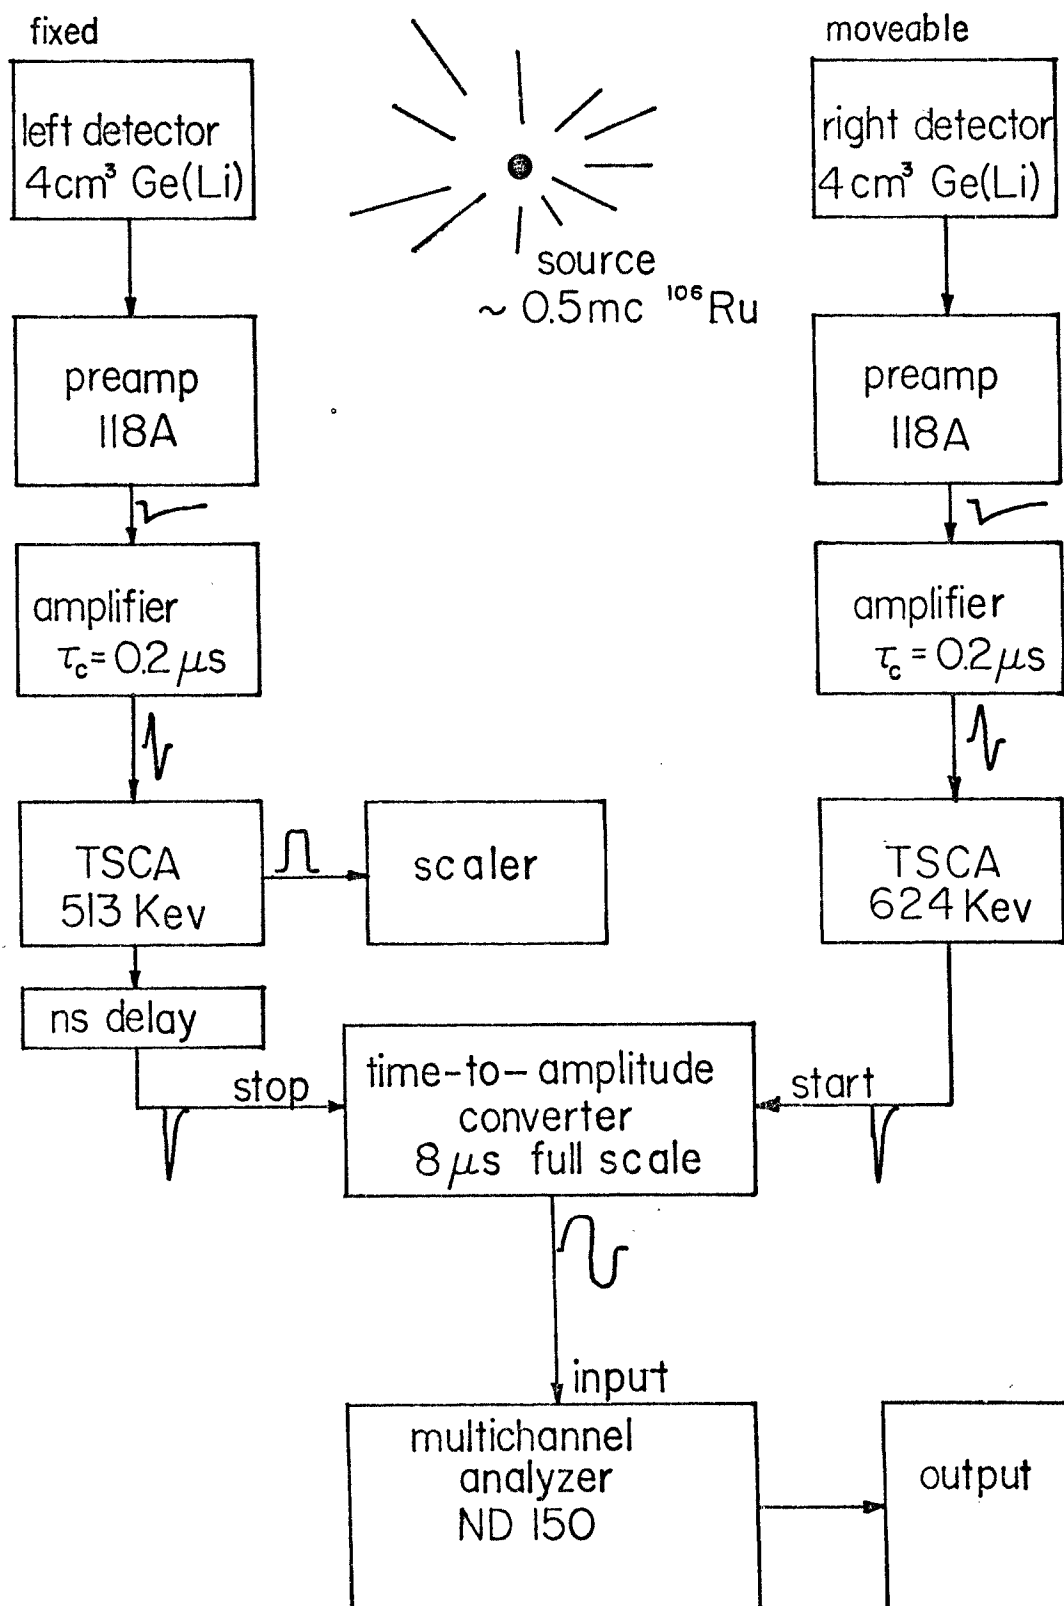 fixed
moveable
left detector
4cm³ Ge(Li)
right detector
4cm³ Ge(Li)
source
~ 0.5mc ¹⁰⁶Ru
preamp
118A
preamp
118A
amplifier
τc = 0.2 μs
amplifier
τc = 0.2 μs
TSCA
513 Kev
scaler
TSCA
624 Kev
ns delay
stop
time-to-amplitude
converter
8 μs full scale
start
input
multichannel
analyzer
ND 150
output